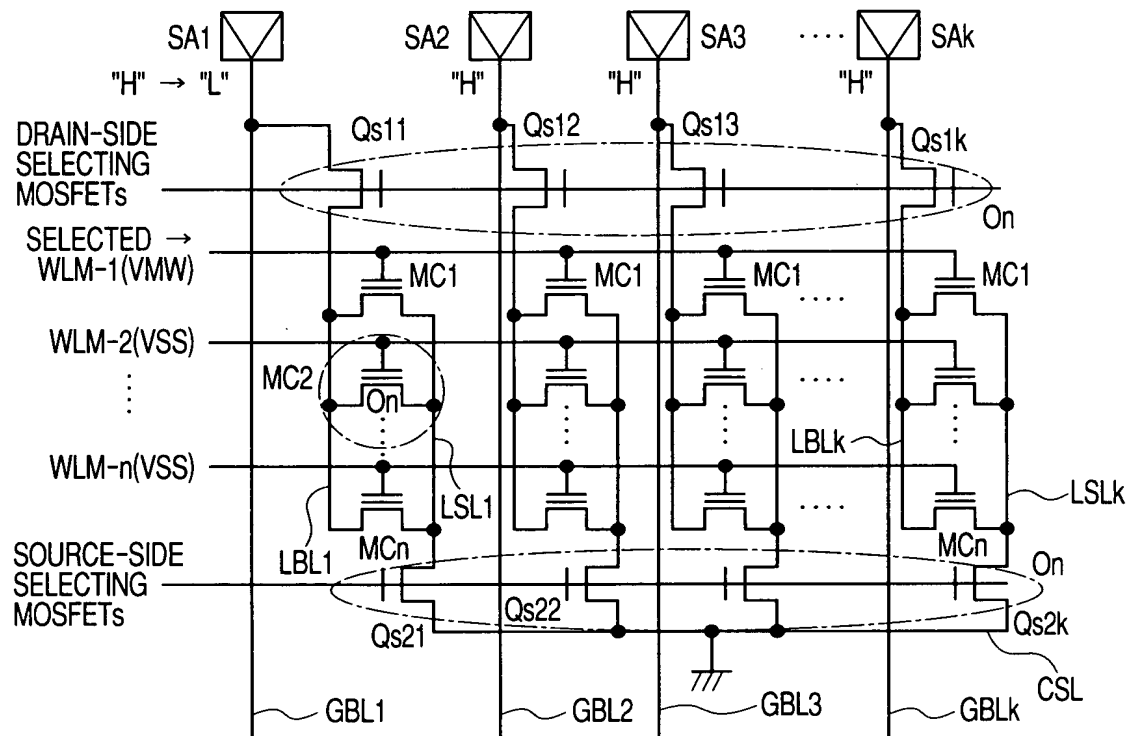 SA1 SA2 SA3 ···· SAk
"H" → "L" "H" "H" "H"
Qs11 Qs12 Qs13 Qs1k
DRAIN-SIDE
SELECTING
MOSFETs
On
SELECTED →
WLM-1(VMW)
MC1 MC1 MC1 ···· MC1
WLM-2(VSS)
MC2
On
····
LBLk
WLM-n(VSS)
LSL1
LSLk
····
LBL1
MCn MCn
SOURCE-SIDE
SELECTING
MOSFETs
On
Qs21 Qs22 Qs2k
CSL
GBL1 GBL2 GBL3 GBLk